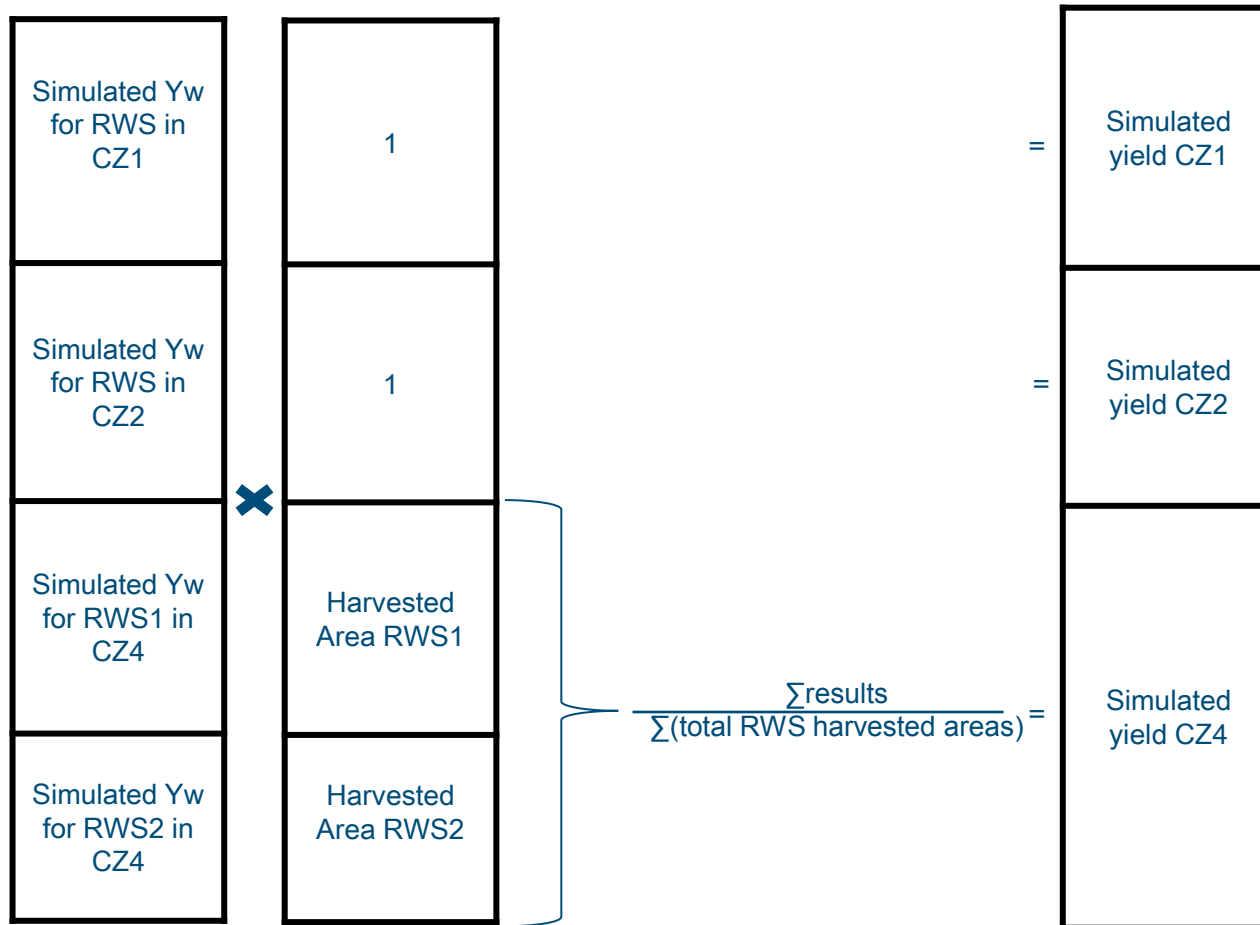 Simulated Yw
for RWS in
CZ1
1
=
Simulated
yield CZ1
Simulated Yw
for RWS in
CZ2
1
=
Simulated
yield CZ2
✖
Simulated Yw
for RWS1 in
CZ4
Harvested
Area RWS1
∑results
∑(total RWS harvested areas)
=
Simulated
yield CZ4
Simulated Yw
for RWS2 in
CZ4
Harvested
Area RWS2